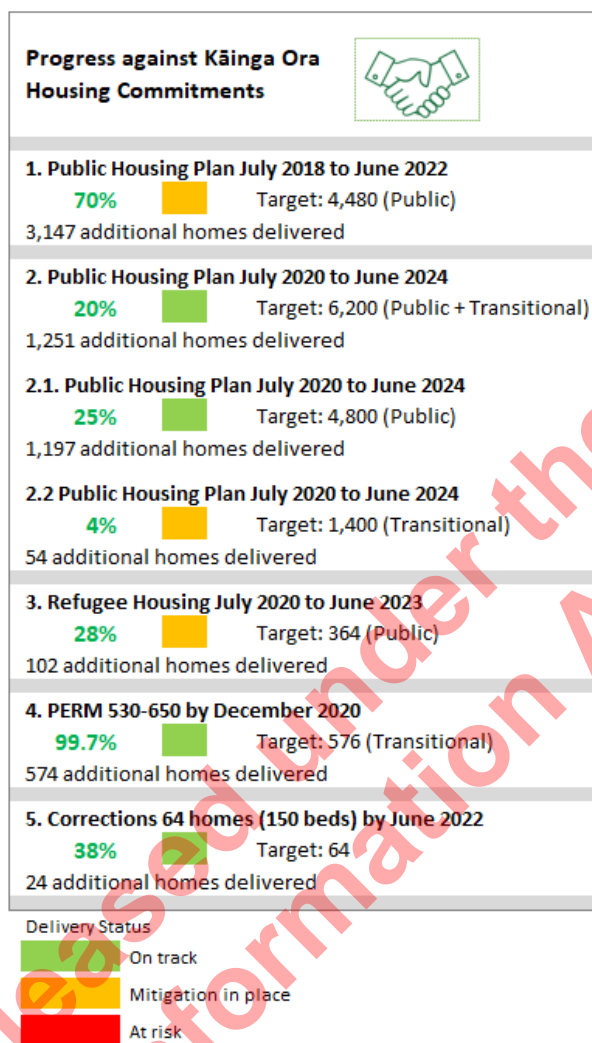 Progress against Kāinga Ora
Housing Commitments
1. Public Housing Plan July 2018 to June 2022
70% Target: 4,480 (Public)
3,147 additional homes delivered
2. Public Housing Plan July 2020 to June 2024
20% Target: 6,200 (Public + Transitional)
1,251 additional homes delivered
2.1. Public Housing Plan July 2020 to June 2024
25% Target: 4,800 (Public)
1,197 additional homes delivered
2.2 Public Housing Plan July 2020 to June 2024
4% Target: 1,400 (Transitional)
54 additional homes delivered
3. Refugee Housing July 2020 to June 2023
28% Target: 364 (Public)
102 additional homes delivered
4. PERM 530-650 by December 2020
99.7% Target: 576 (Transitional)
574 additional homes delivered
5. Corrections 64 homes (150 beds) by June 2022
38% Target: 64
24 additional homes delivered
Delivery Status
On track
Mitigation in place
At risk
under the